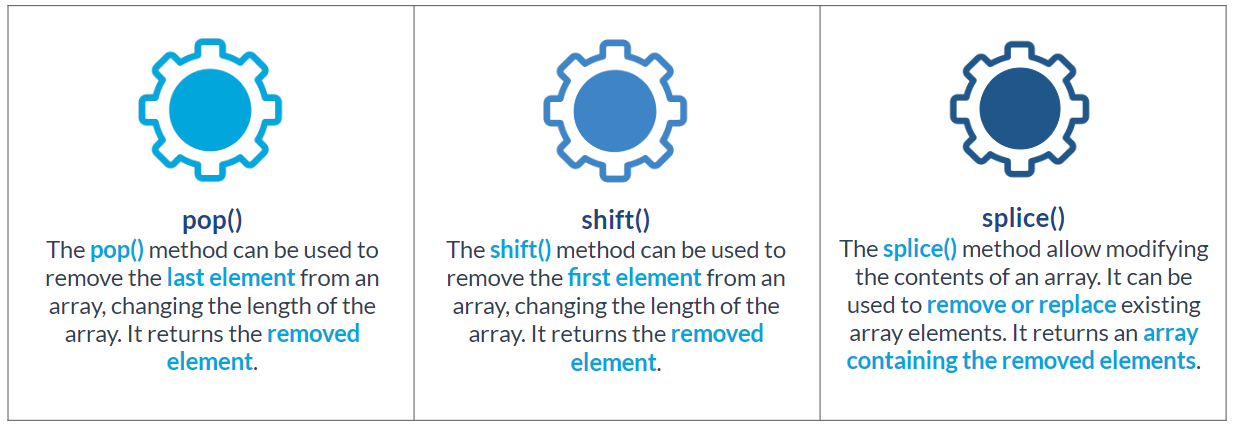 pop()
The pop() method can be used to
remove the last element from an
array, changing the length of the
array. It returns the removed
element.
shift()
The shift() method can be used to
remove the first element from an
array, changing the length of the
array. It returns the removed
element.
splice()
The splice() method allow modifying
the contents of an array. It can be
used to remove or replace existing
array elements. It returns an array
containing the removed elements.